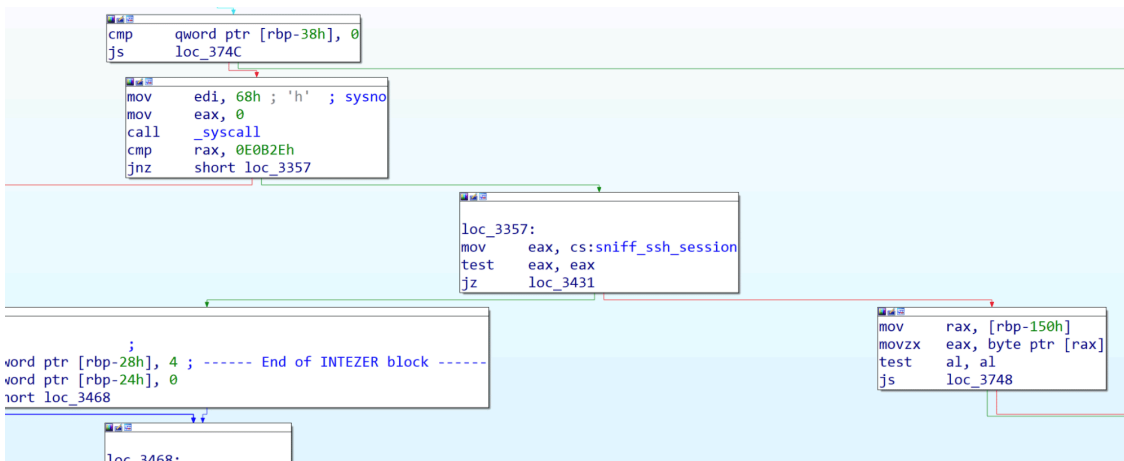 cmp qword ptr [rbp-38h], 0
js loc_374C
mov edi, 68h ; 'h' ; sysno
mov eax, 0
call _syscall
cmp rax, 0E0B2Eh
jnz short loc_3357
loc_3357:
mov eax, cs:sniff_ssh_session
test eax, eax
jz loc_3431
;
word ptr [rbp-28h], 4 ; ------ End of INTEZER block ------
word ptr [rbp-24h], 0
short loc_3468
mov rax, [rbp-150h]
movzx eax, byte ptr [rax]
test al, al
js loc_3748
loc_3468: